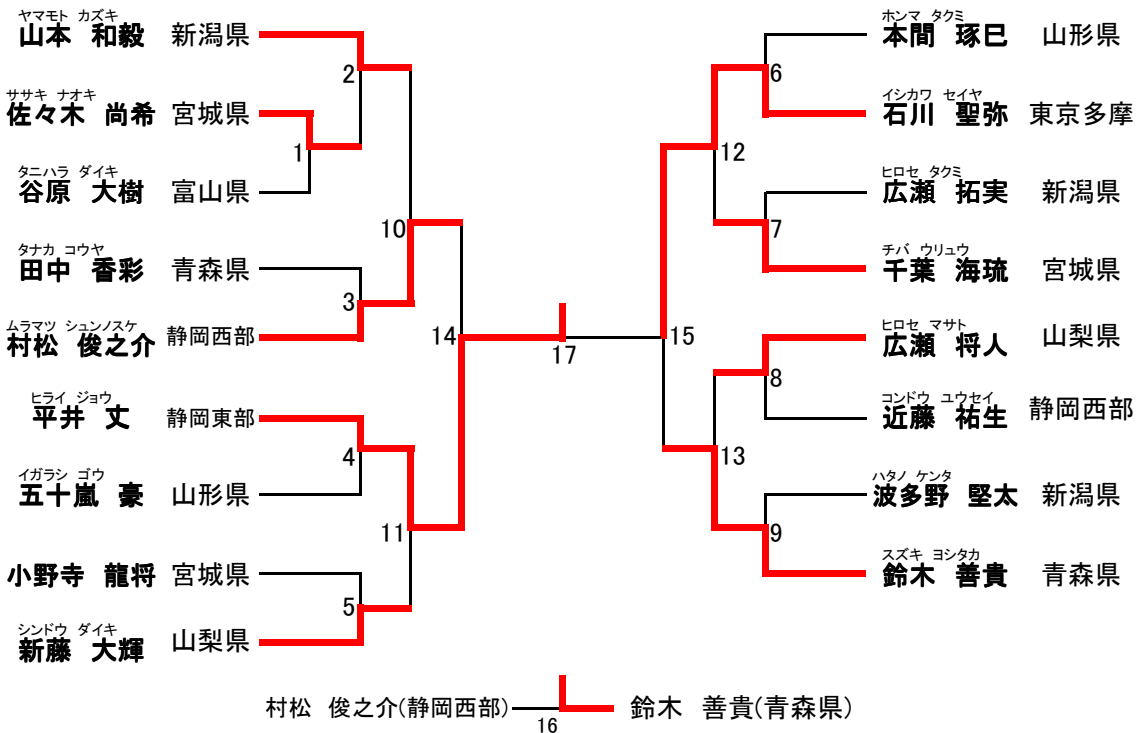 ヤマモト カズキ
山本 和毅 新潟県
2
ササキ ナオキ
佐々木 尚希 宮城県
1
タニハラ ダイキ
谷原 大樹 富山県
10
タナカ コウヤ
田中 香彩 青森県
3
ムラマツ シュンノスケ
村松 俊之介 静岡西部
14
ヒライ ジョウ
平井 丈 静岡東部
4
イガラシ ゴウ
五十嵐 豪 山形県
11
小野寺 龍将 宮城県
5
シンドウ ダイキ
新藤 大輝 山梨県
17
ホンマ タクミ
本間 琢巳 山形県
6
イシカワ セイヤ
石川 聖弥 東京多摩
12
ヒロセ タクミ
広瀬 拓実 新潟県
7
チバ ウリュウ
千葉 海琉 宮城県
15
ヒロセ マサト
広瀬 将人 山梨県
8
コンドウ ユウセイ
近藤 祐生 静岡西部
13
ハタノ ケンタ
波多野 堅太 新潟県
9
スズキ ヨシタカ
鈴木 善貴 青森県
村松 俊之介(静岡西部) 鈴木 善貴(青森県)
16